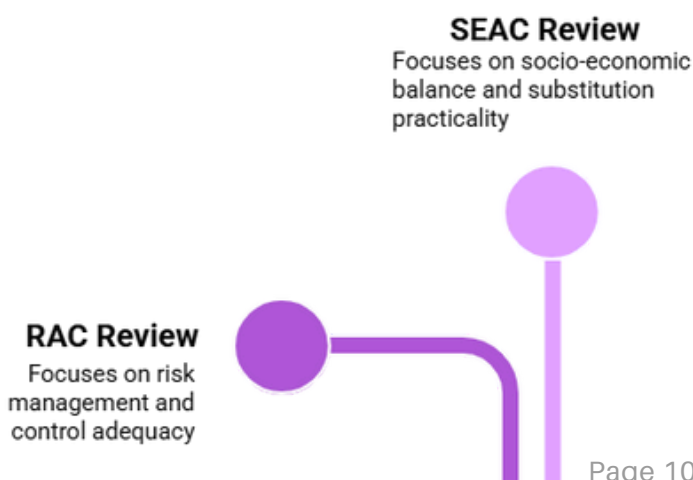 SEAC Review
Focuses on socio-economic
balance and substitution
practicality
RAC Review
Focuses on risk
management and
control adequacy
Page 10